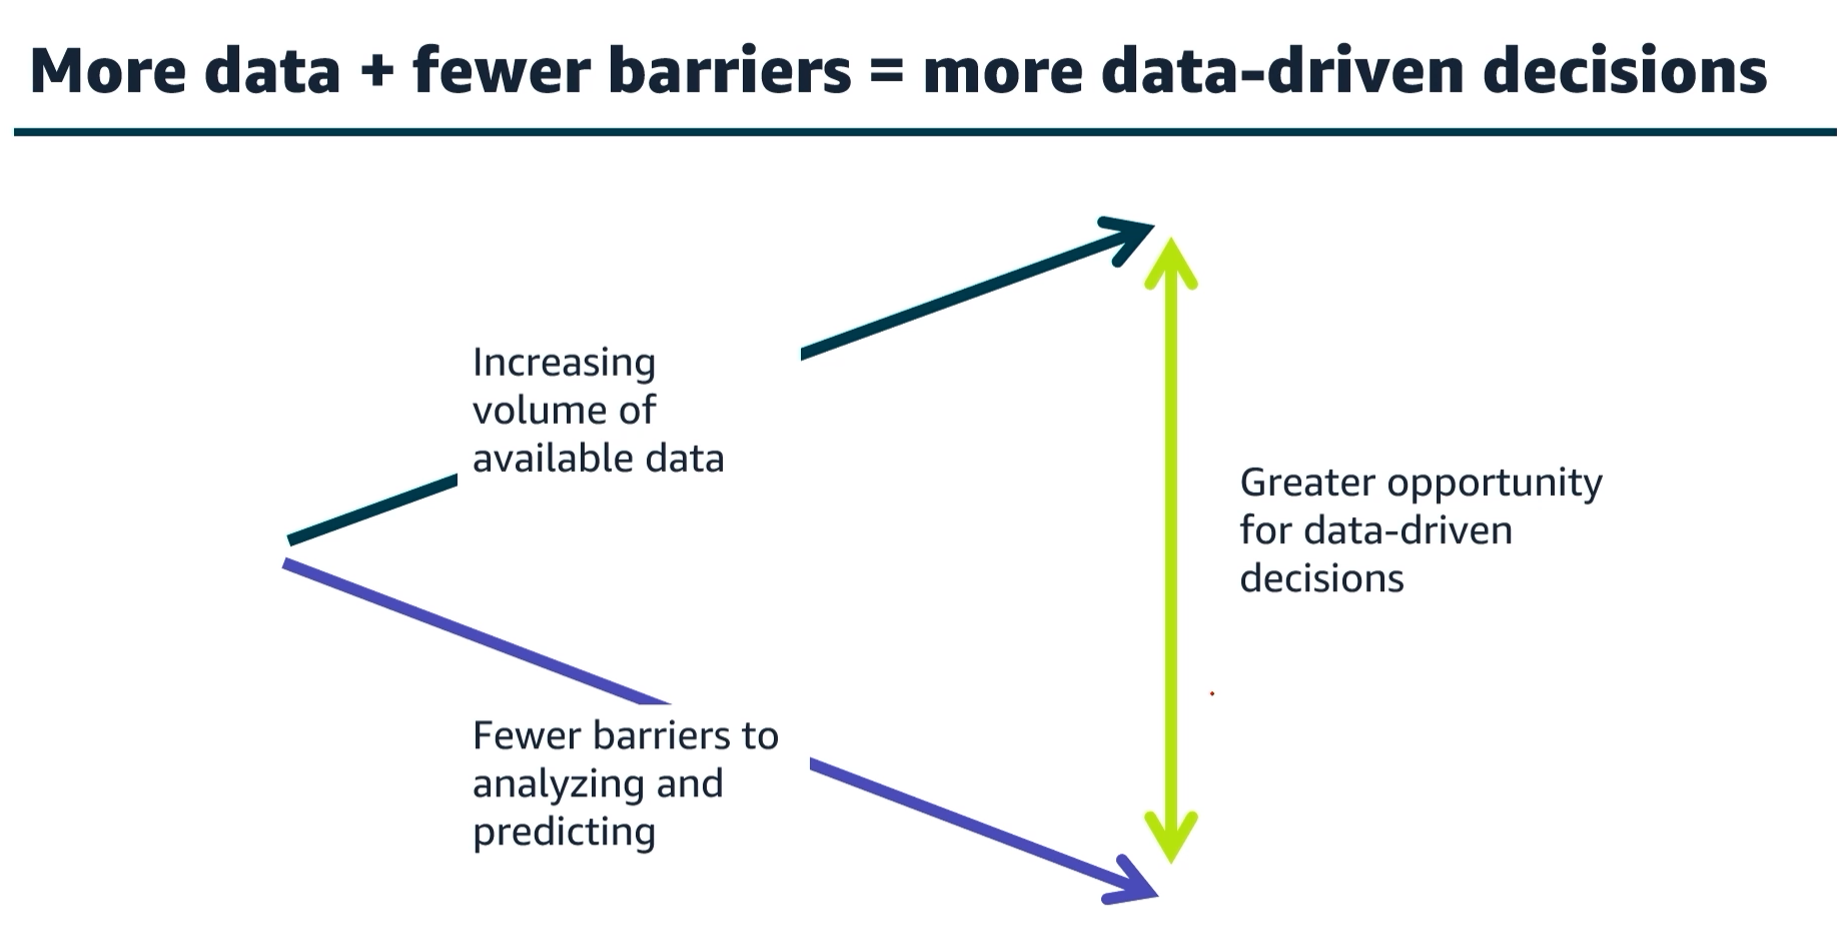 More data + fewer barriers = more data-driven decisions
Increasing
volume of
available data
Greater opportunity
for data-driven
decisions
Fewer barriers to
analyzing and
predicting